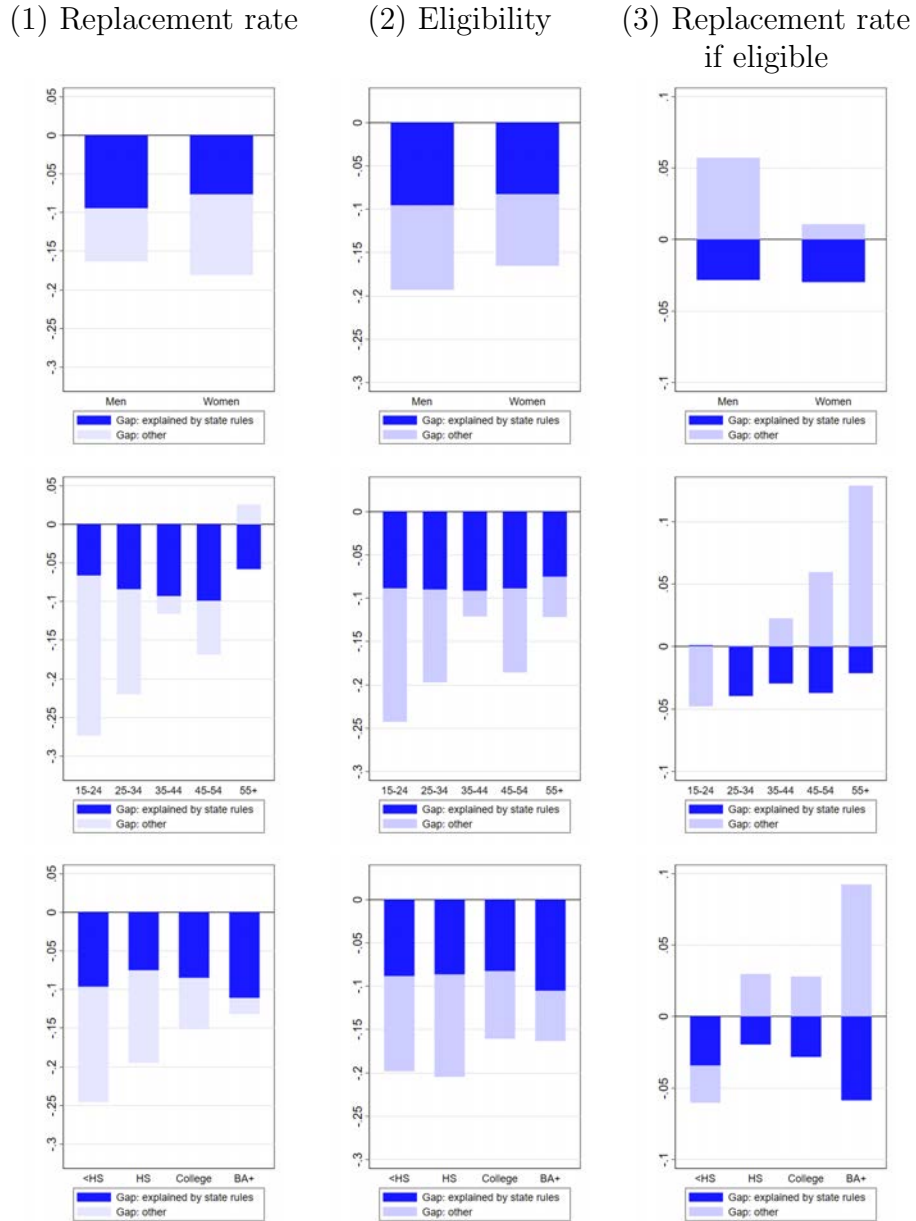 (1) Replacement rate
(2) Eligibility
(3) Replacement rate
if eligible
.05
0
-.05
-.1
-.15
-.2
-.25
-.3
Men Women
Gap: explained by state rules
Gap: other
0
-.05
-.1
-.15
-.2
-.25
-.3
Men Women
Gap: explained by state rules
Gap: other
.1
.05
0
-.05
-.1
Men Women
Gap: explained by state rules
Gap: other
.05
0
-.05
-.1
-.15
-.2
-.25
-.3
15-24 25-34 35-44 45-54 55+
Gap: explained by state rules
Gap: other
0
-.05
-.1
-.15
-.2
-.25
-.3
15-24 25-34 35-44 45-54 55+
Gap: explained by state rules
Gap: other
.1
.05
0
-.05
-.1
15-24 25-34 35-44 45-54 55+
Gap: explained by state rules
Gap: other
.05
0
-.05
-.1
-.15
-.2
-.25
-.3
<HS HS College BA+
Gap: explained by state rules
Gap: other
0
-.05
-.1
-.15
-.2
-.25
-.3
<HS HS College BA+
Gap: explained by state rules
Gap: other
.1
.05
0
-.05
-.1
<HS HS College BA+
Gap: explained by state rules
Gap: other